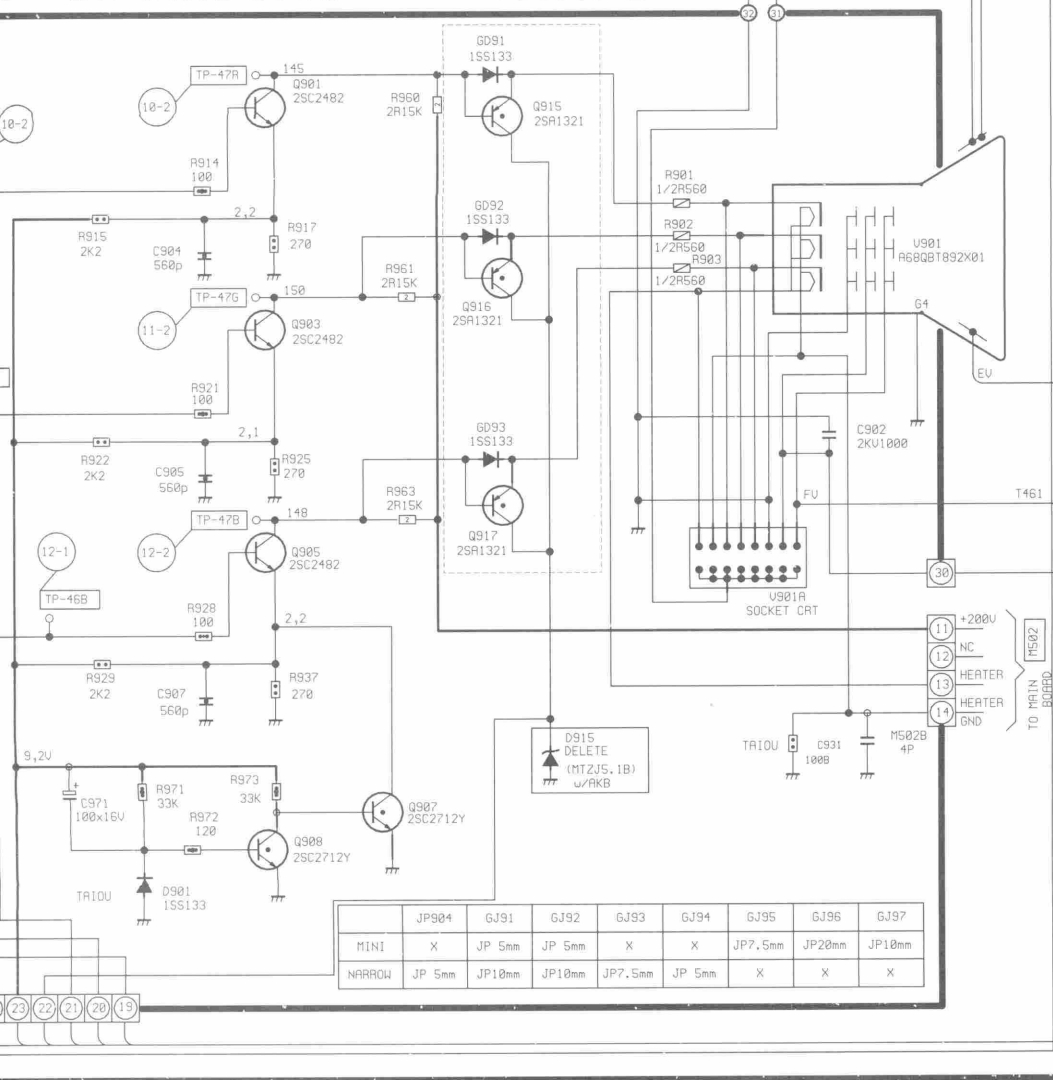 32 31
GD91
1SS133
TP-47R
145
Q901
2SC2482
10-2
10-2
R960
2R15K
Q915
2SA1321
R914
100
R901
1/2R560
2,2
R915
2K2
C904
560p
R917
270
GD92
1SS133
R902
1/2R560
R903
1/2R560
V901
A68QBT892X01
R961
2R15K
TP-47G
150
11-2
Q903
2SC2482
Q916
2SA1321
G4
EV
R921
100
2,1
R922
2K2
C905
560p
R925
270
GD93
1SS133
C902
2KV1000
R963
2R15K
FV
T461
TP-47B
148
12-1
12-2
Q905
2SC2482
Q917
2SA1321
TP-46B
R928
100
2,2
V901A
SOCKET CRT
30
11 +200V
12 NC
13 HEATER
14 HEATER
GND
M502
TO MAIN
BOARD
R929
2K2
C907
560p
R937
270
D915
DELETE
(MTZJ5.1B)
w/AKB
TAIOU
C931
100B
M502B
4P
9,2V
C971
100x16V
+
R971
33K
R973
33K
R972
120
Q907
2SC2712Y
Q908
2SC2712Y
TAIOU
D901
1SS133
JP904 GJ91 GJ92 GJ93 GJ94 GJ95 GJ96 GJ97
MINI X JP 5mm JP 5mm X X JP7.5mm JP20mm JP10mm
NARROW JP 5mm JP10mm JP10mm JP7.5mm JP 5mm X X X
23 22 21 20 19